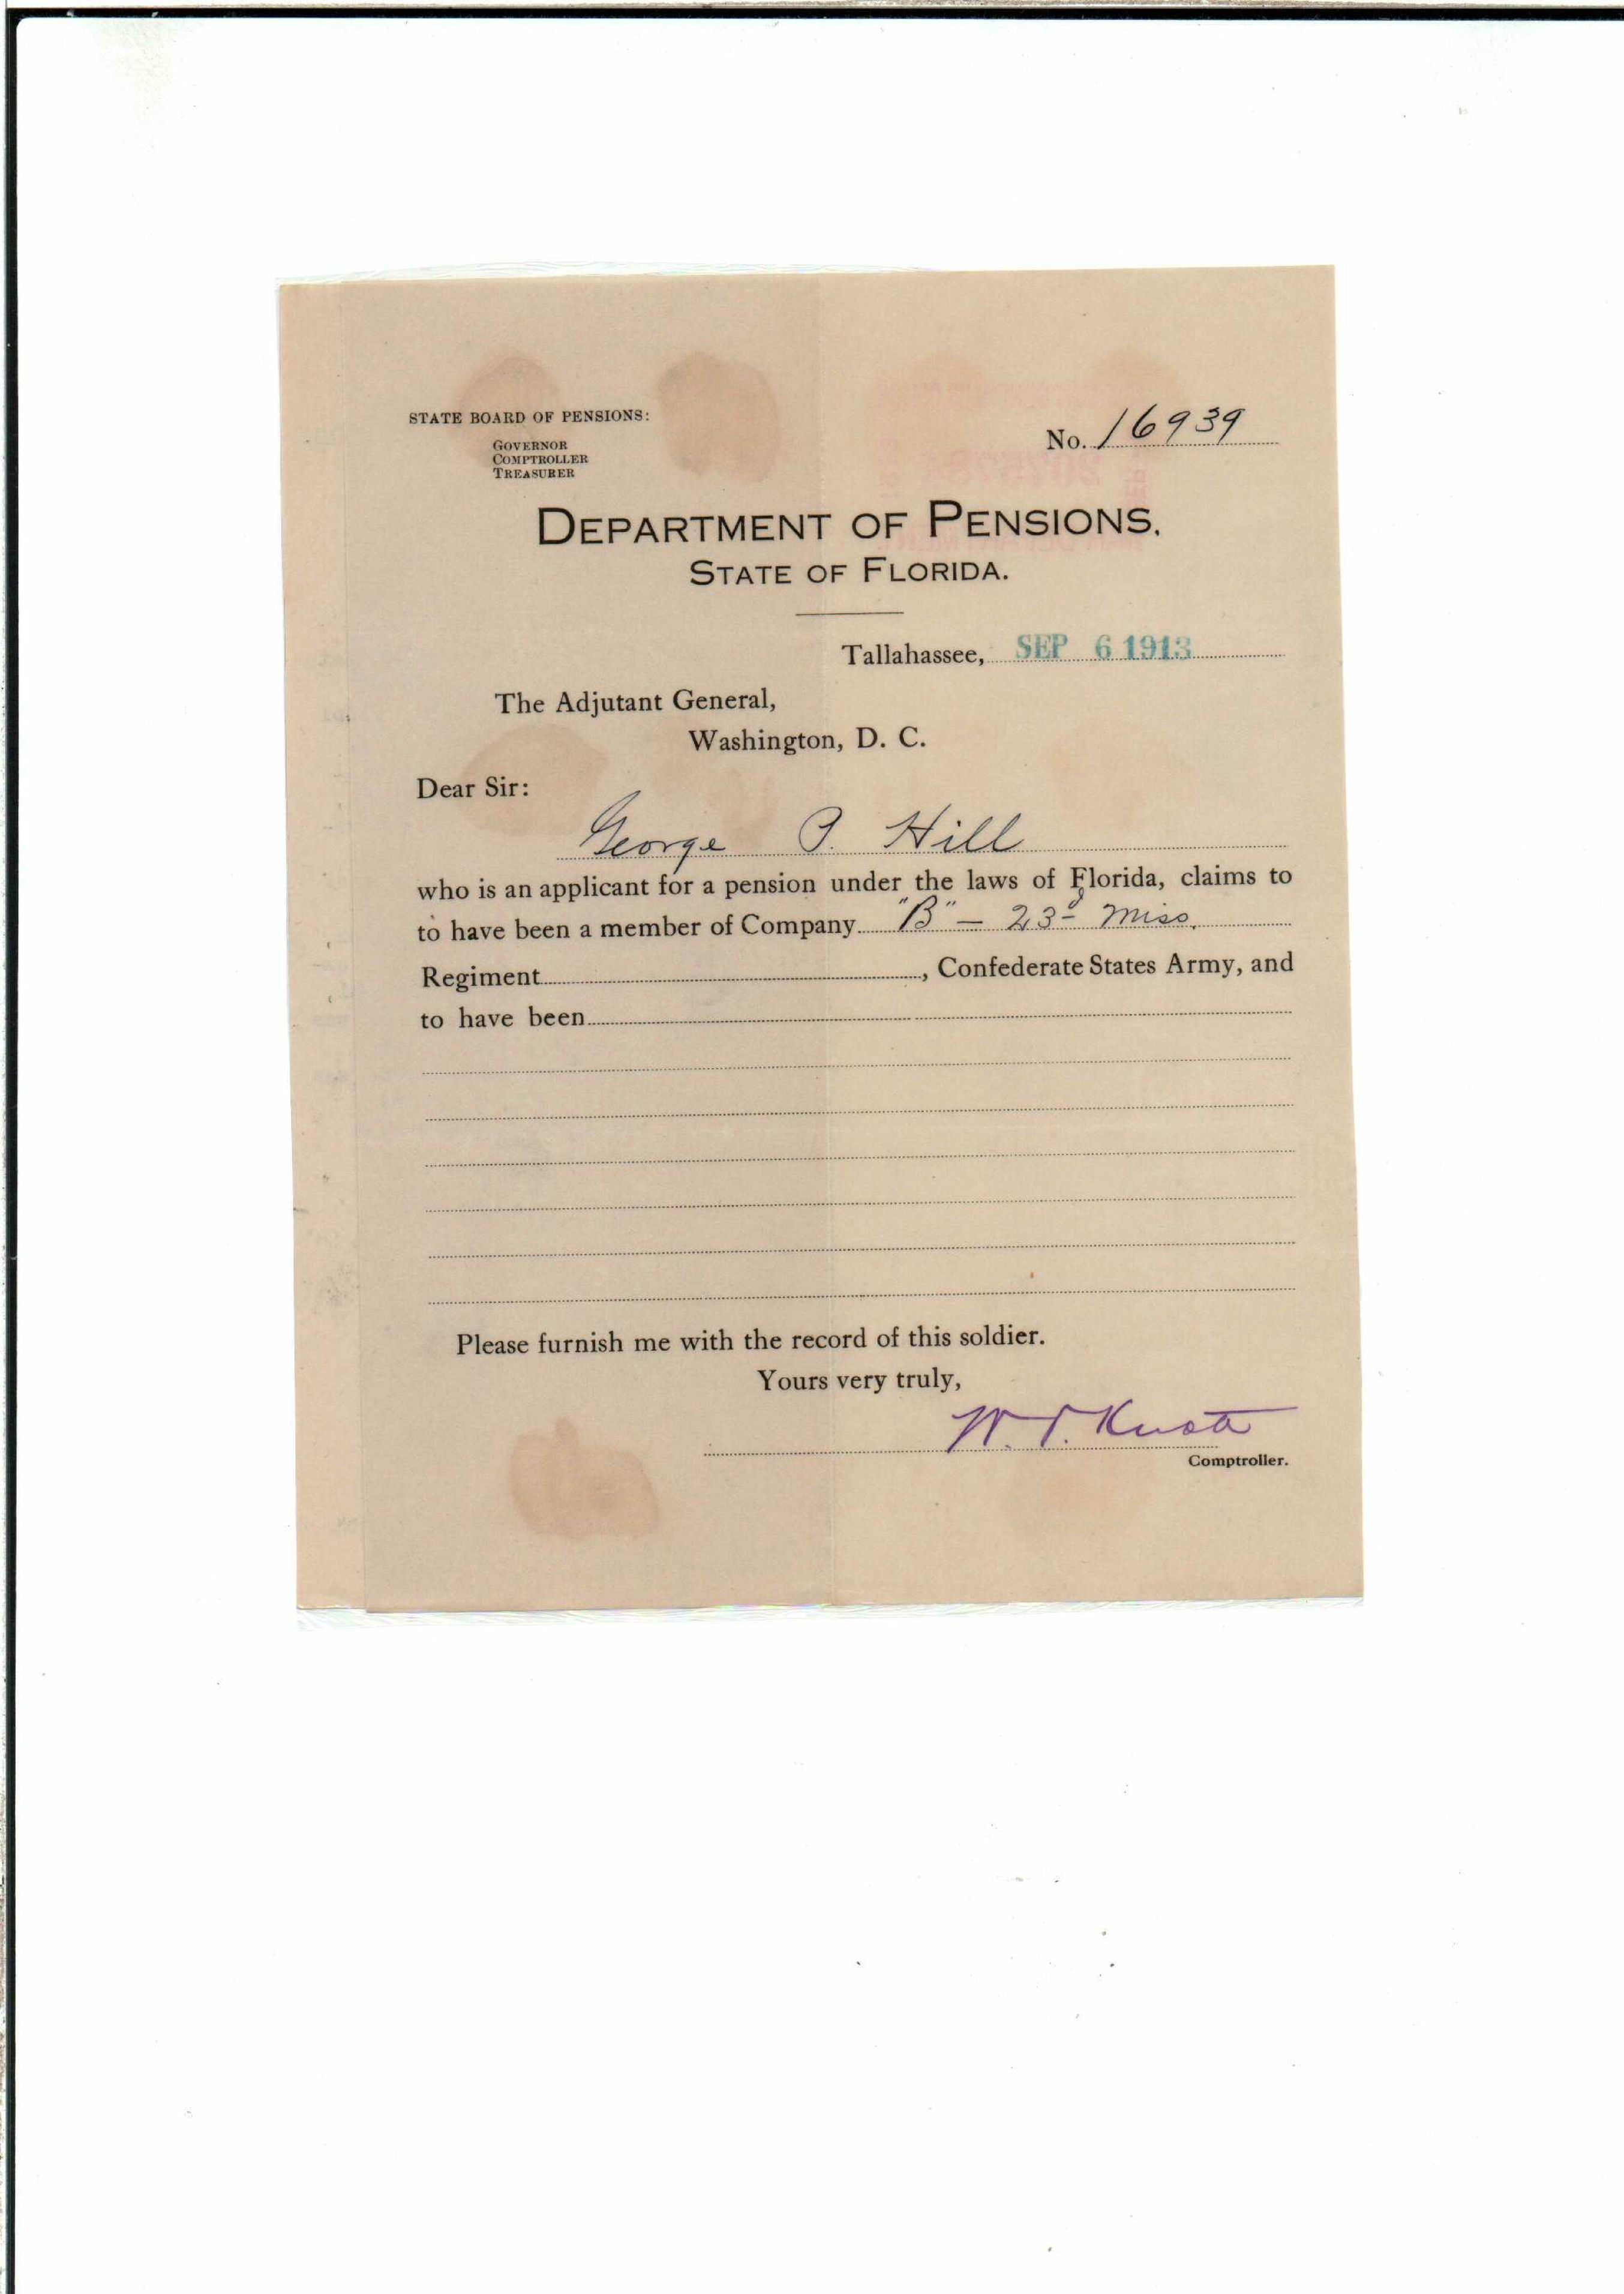 STATE BOARD OF PENSIONS:
GOVERNOR
COMPTROLLER
TREASURER
No. 16939
DEPARTMENT OF PENSIONS.
STATE OF FLORIDA.
Tallahassee, SEP 6 1913
The Adjutant General,
Washington, D. C.
Dear Sir:
George P. Hill
who is an applicant for a pension under the laws of Florida, claims to
to have been a member of Company "B" – 23d Miss.
Regiment, Confederate States Army, and
to have been
Please furnish me with the record of this soldier.
Yours very truly,
W. V. Knott
Comptroller.